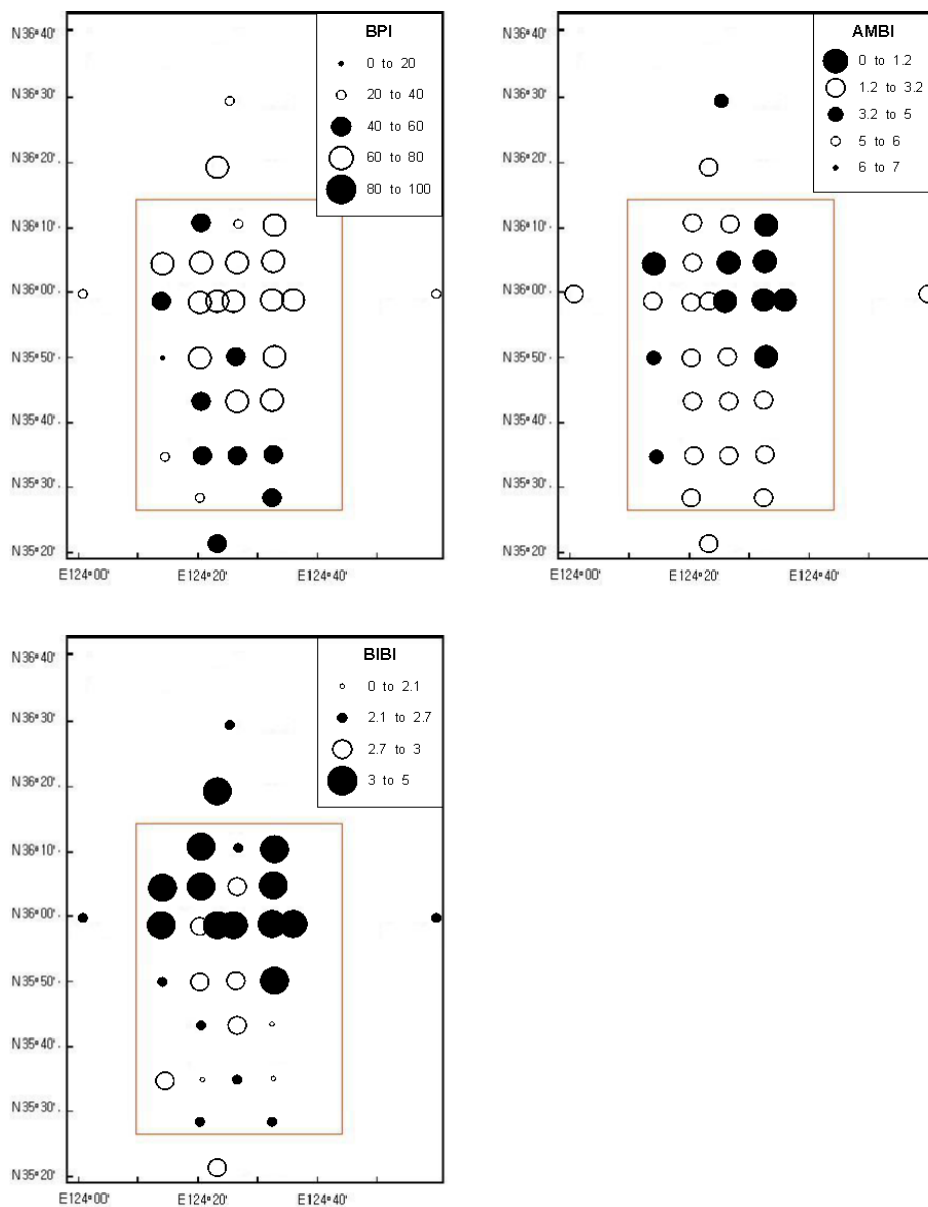 BPI
0 to 20
20 to 40
40 to 60
60 to 80
80 to 100
N36°40'
N36°30'
N36°20'
N36°10'
N36°00'
N35°50'
N35°40'
N35°30'
N35°20'
E124°00' E124°20' E124°40'
AMBI
0 to 1.2
1.2 to 3.2
3.2 to 5
5 to 6
6 to 7
N36°40'
N36°30'
N36°20'
N36°10'
N36°00'
N35°50'
N35°40'
N35°30'
N35°20'
E124°00' E124°20' E124°40'
BIBI
0 to 2.1
2.1 to 2.7
2.7 to 3
3 to 5
N36°40'
N36°30'
N36°20'
N36°10'
N36°00'
N35°50'
N35°40'
N35°30'
N35°20'
E124°00' E124°20' E124°40'